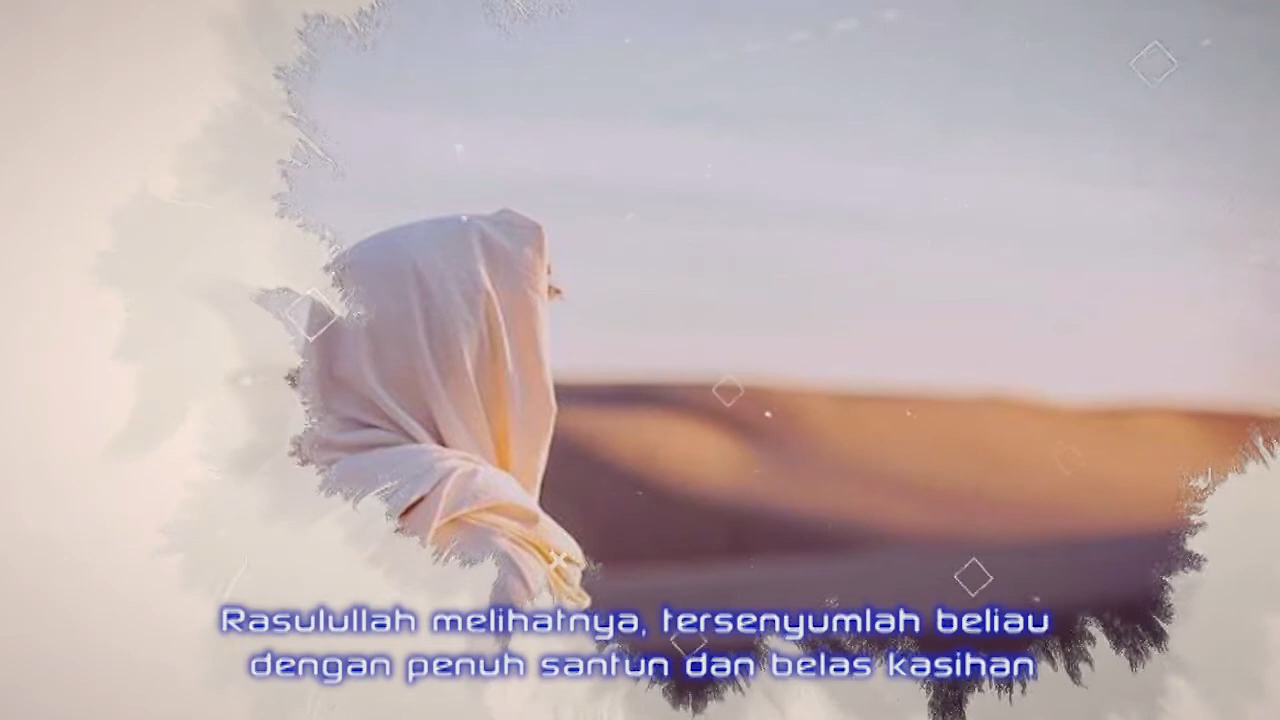 Rasulullah melihatnya, tersenyumlah beliau
dengan penuh santun dan belas kasihan